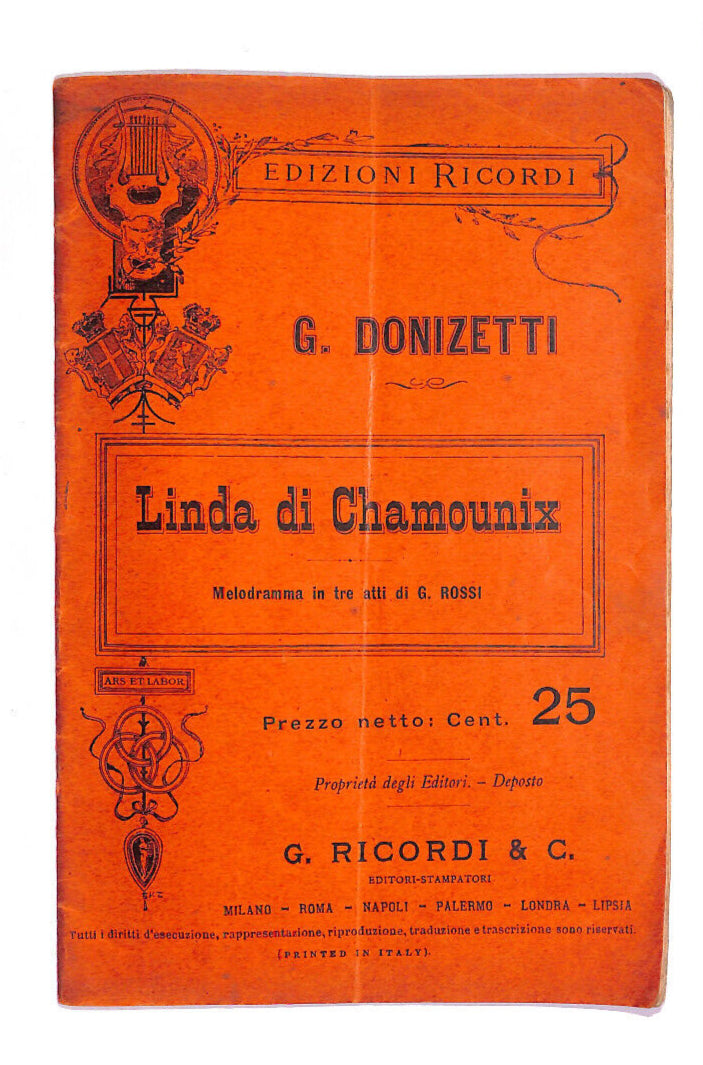 EDIZIONI RICORDI
G. DONIZETTI
Linda di Chamounix
Melodramma in tre atti di G. ROSSI
ARS ET LABOR
Prezzo netto: Cent. 25
Proprietà degli Editori. – Deposto
G. RICORDI & C.
EDITORI-STAMPATORI
MILANO – ROMA – NAPOLI – PALERMO – LONDRA – LIPSIA
Tutti i diritti d'esecuzione, rappresentazione, riproduzione, traduzione e trascrizione sono riservati.
(PRINTED IN ITALY).